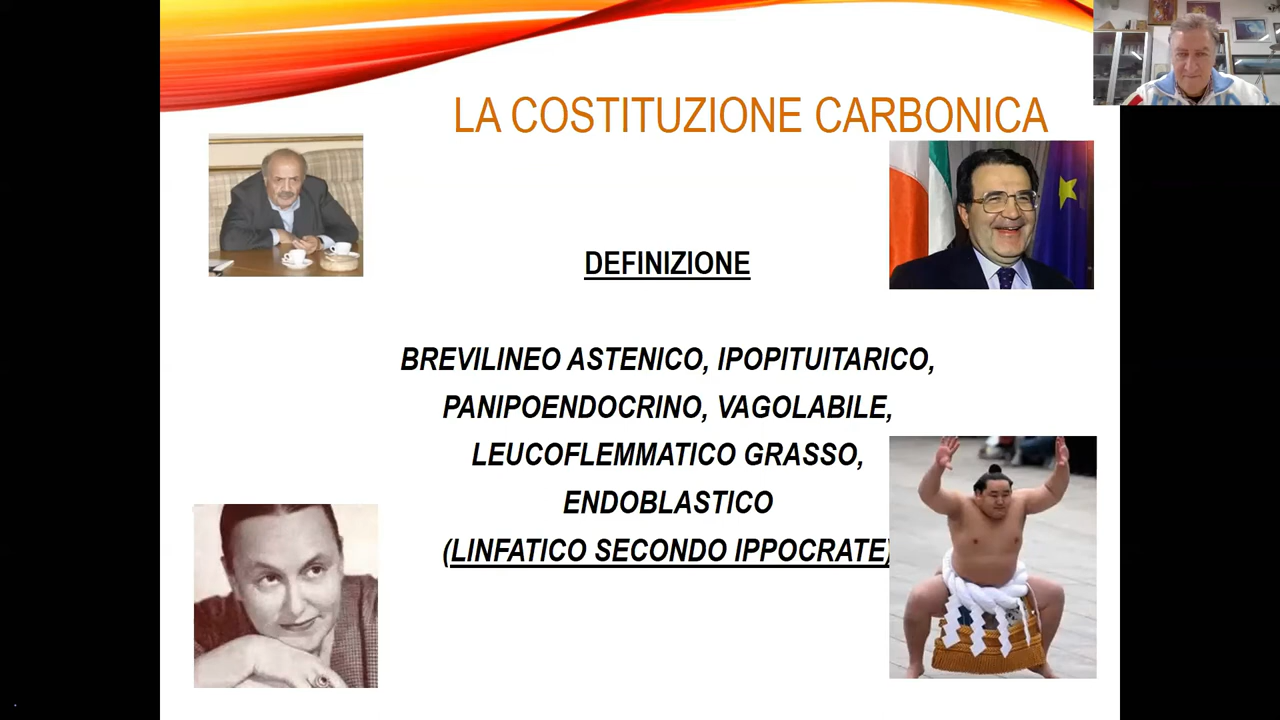 LA COSTITUZIONE CARBONICA
DEFINIZIONE
BREVILINEO ASTENICO, IPOPITUITARICO,
PANIPOENDOCRINO, VAGOLABILE,
LEUCOFLEMMATICO GRASSO,
ENDOBLASTICO
(LINFATICO SECONDO IPPOCRATE)